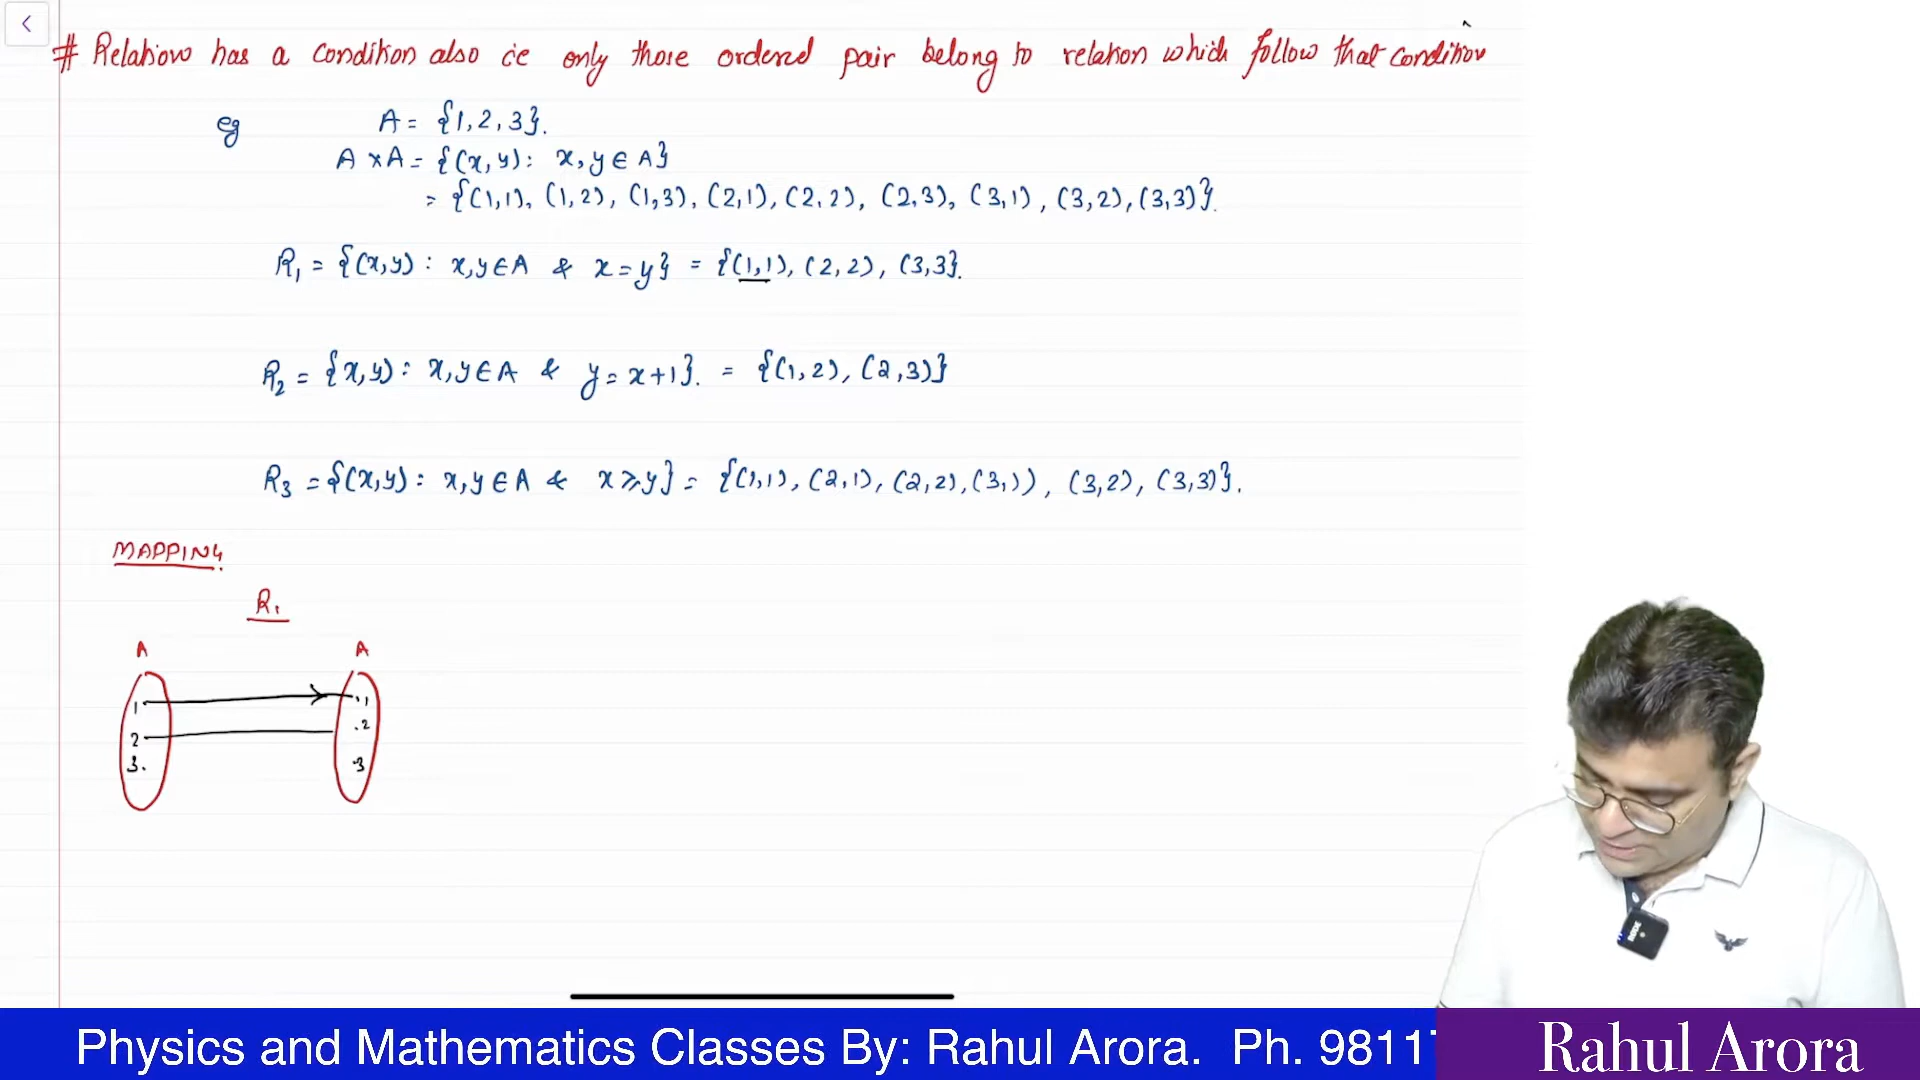 # Relation has a condition also ie only those ordered pair belong to relation which follow that condition
eg A = {1, 2, 3}.
A × A = {(x, y) : x, y ∈ A}
= {(1,1), (1,2), (1,3), (2,1), (2,2), (2,3), (3,1), (3,2), (3,3)}.
R₁ = {(x,y) : x,y ∈ A & x = y} = {(1,1), (2,2), (3,3}.
R₂ = {x,y) : x,y ∈ A & y = x+1}. = {(1,2), (2,3)}
R₃ = {(x,y) : x,y ∈ A & x ⩾ y} = {(1,1), (2,1), (2,2), (3,1), (3,2), (3,3)}.
MAPPING
R₁
A A
1 .1
2 .2
3. .3
Physics and Mathematics Classes By: Rahul Arora. Ph. 9811
Rahul Arora